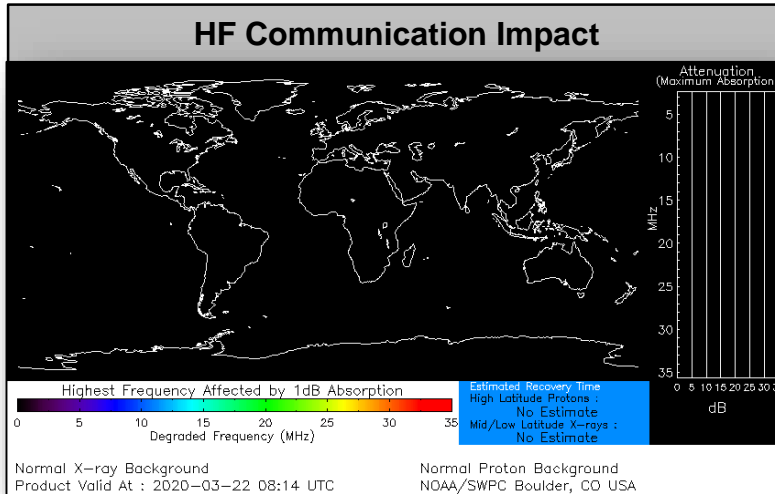 HF Communication Impact
Attenuation
(Maximum Absorption
5
10
15
20
25
30
35
MHz
0 5 10 15 20 25 30
dB
Highest Frequency Affected by 1dB Absorption
0 5 10 15 20 25 30 35
Degraded Frequency (MHz)
Estimated Recovery Time
High Latitude Protons :
No Estimate
Mid/Low Latitude X-rays :
No Estimate
Normal X-ray Background
Product Valid At : 2020-03-22 08:14 UTC
Normal Proton Background
NOAA/SWPC Boulder, CO USA